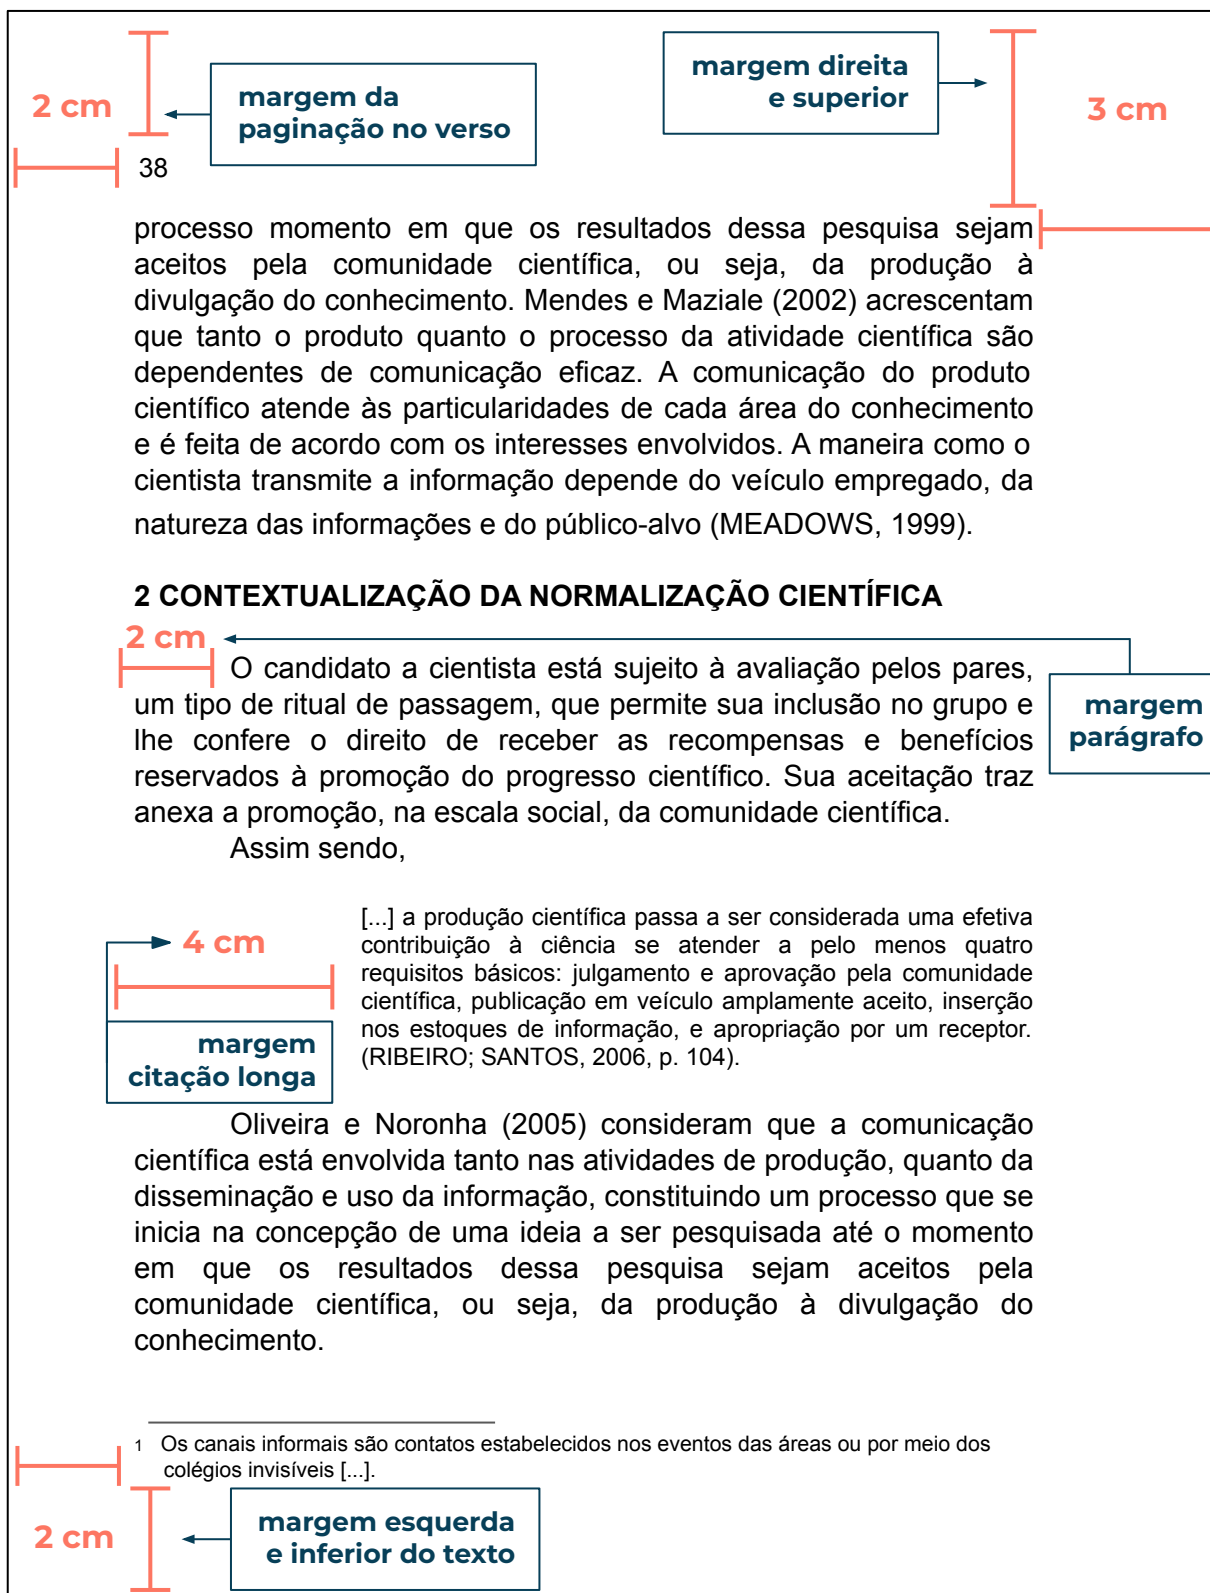 2 cm
margem da
paginação no verso
margem direita
e superior
3 cm
38
processo momento em que os resultados dessa pesquisa sejam
aceitos pela comunidade científica, ou seja, da produção à
divulgação do conhecimento. Mendes e Maziale (2002) acrescentam
que tanto o produto quanto o processo da atividade científica são
dependentes de comunicação eficaz. A comunicação do produto
científico atende às particularidades de cada área do conhecimento
e é feita de acordo com os interesses envolvidos. A maneira como o
cientista transmite a informação depende do veículo empregado, da
natureza das informações e do público-alvo (MEADOWS, 1999).
2 CONTEXTUALIZAÇÃO DA NORMALIZAÇÃO CIENTÍFICA
2 cm
O candidato a cientista está sujeito à avaliação pelos pares,
um tipo de ritual de passagem, que permite sua inclusão no grupo e
lhe confere o direito de receber as recompensas e benefícios
reservados à promoção do progresso científico. Sua aceitação traz
anexa a promoção, na escala social, da comunidade científica.
margem
parágrafo
Assim sendo,
[...] a produção científica passa a ser considerada uma efetiva
contribuição à ciência se atender a pelo menos quatro
requisitos básicos: julgamento e aprovação pela comunidade
científica, publicação em veículo amplamente aceito, inserção
nos estoques de informação, e apropriação por um receptor.
(RIBEIRO; SANTOS, 2006, p. 104).
4 cm
margem
citação longa
Oliveira e Noronha (2005) consideram que a comunicação
científica está envolvida tanto nas atividades de produção, quanto da
disseminação e uso da informação, constituindo um processo que se
inicia na concepção de uma ideia a ser pesquisada até o momento
em que os resultados dessa pesquisa sejam aceitos pela
comunidade científica, ou seja, da produção à divulgação do
conhecimento.
1 Os canais informais são contatos estabelecidos nos eventos das áreas ou por meio dos
colégios invisíveis [...].
2 cm
margem esquerda
e inferior do texto